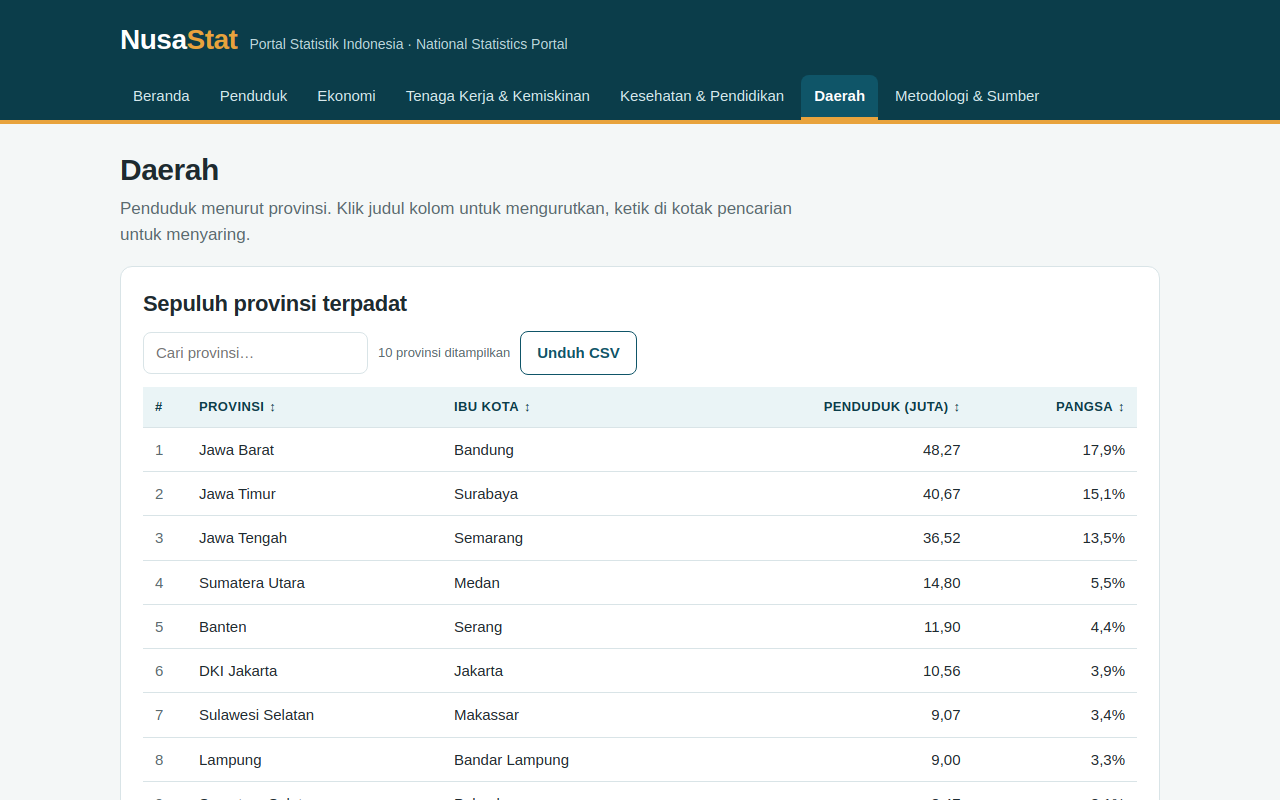 NusaStat Portal Statistik Indonesia · National Statistics Portal
Beranda Penduduk Ekonomi Tenaga Kerja & Kemiskinan Kesehatan & Pendidikan Daerah Metodologi & Sumber
Daerah
Penduduk menurut provinsi. Klik judul kolom untuk mengurutkan, ketik di kotak pencarian
untuk menyaring.
Sepuluh provinsi terpadat
Cari provinsi… 10 provinsi ditampilkan Unduh CSV
# PROVINSI ↕ IBU KOTA ↕ PENDUDUK (JUTA) ↕ PANGSA ↕
1 Jawa Barat Bandung 48,27 17,9%
2 Jawa Timur Surabaya 40,67 15,1%
3 Jawa Tengah Semarang 36,52 13,5%
4 Sumatera Utara Medan 14,80 5,5%
5 Banten Serang 11,90 4,4%
6 DKI Jakarta Jakarta 10,56 3,9%
7 Sulawesi Selatan Makassar 9,07 3,4%
8 Lampung Bandar Lampung 9,00 3,3%